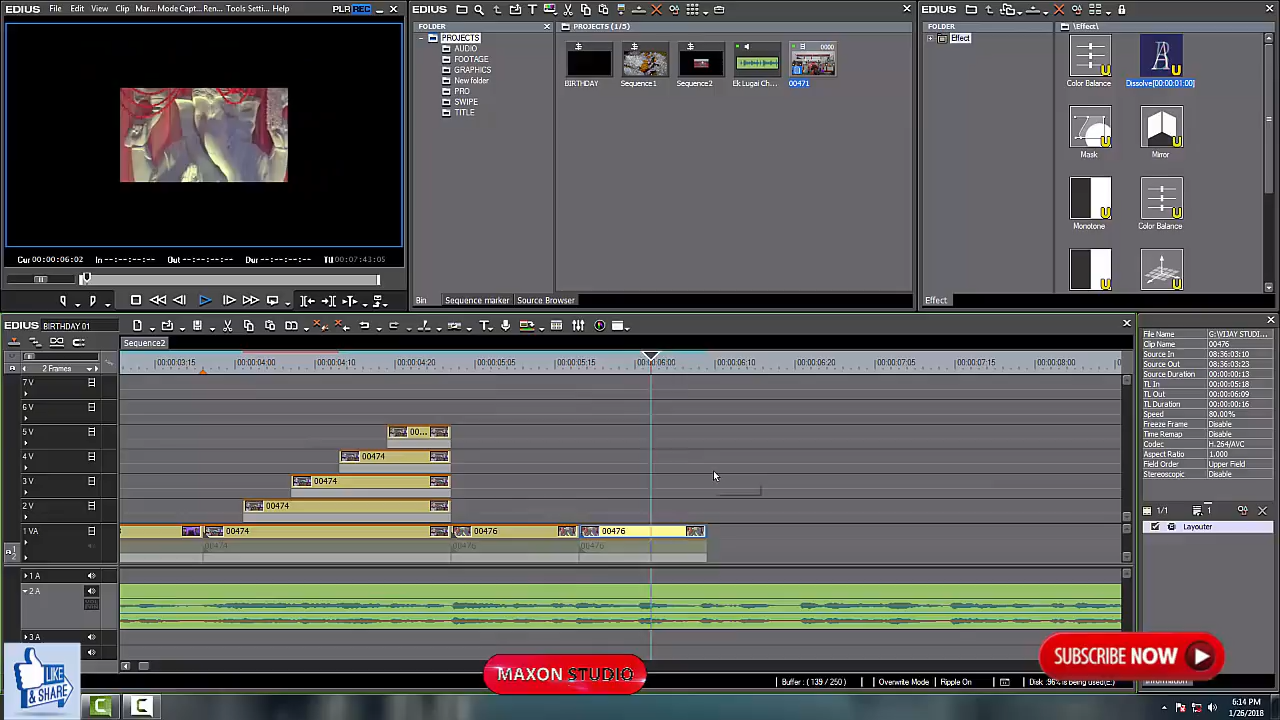 EDIUS File Edit View Clip Mar... Mode Capt... Ren... Tools Setti... Help PLR REC
Cur 00:00:06:02 In --:--:--:-- Out --:--:--:-- Dur --:--:--:-- Ttl 00:07:43:05
EDIUS
FOLDER
PROJECTS
AUDIO
FOOTAGE
GRAPHICS
New folder
PRO
SWIPE
TITLE
PROJECTS (1/5)
0000
BIRTHDAY Sequence1 Sequence2 00471
Bin Sequence marker Source Browser
EDIUS
FOLDER
Effect
\Effect\
Color Balance Dissolve[00:00:01:00]
Mask Mirror
Monotone Color Balance
Effect
EDIUS BIRTHDAY 01
Sequence2
2 Frames
00:00:03:15 00:00:04:00 00:00:04:10 00:00:04:20 00:00:05:05 00:00:05:15 00:00:06:00 00:00:06:10 00:00:06:20 00:00:07:05 00:00:07:15 00:00:08:00
7 V
6 V
5 V 00...
4 V 00474
3 V 00474
2 V 00474
1 VA 00474 00476 00476
00474 00476 00476
1 A
2 A
3 A
File Name G:\VIJAY STUDI...
Clip Name 00476
Source In 08:36:03:10
Source Out 08:36:03:23
Source Duration 00:00:00:13
TL In 00:00:05:18
TL Out 00:00:06:09
TL Duration 00:00:00:16
Speed 80.00%
Freeze Frame Disable
Time Remap Disable
Codec H.264/AVC
Aspect Ratio 1.000
Field Order Upper Field
Stereoscopic Disable
1/1 1
Layouter
LIKE
& SHARE
MAXON STUDIO
SUBSCRIBE NOW
Buffer : (139 / 250) Overwrite Mode Ripple On Disk :96% is being used(E:)
Information
6:14 PM
1/26/2018